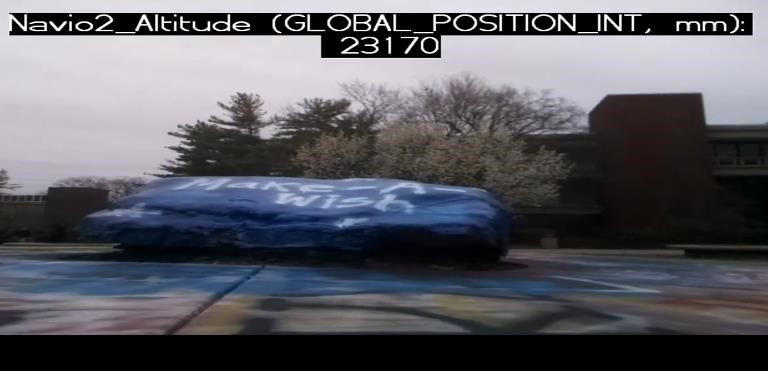 Navio2_Altitude (GLOBAL_POSITION_INT, mm):
23170
Make-A-
Wish